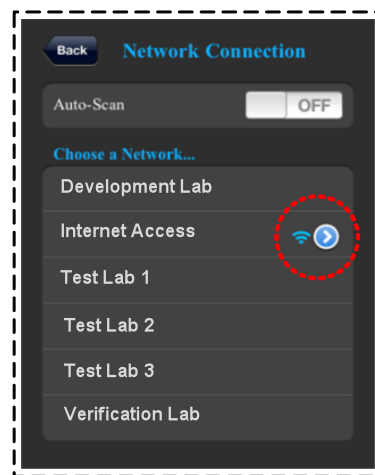 Back
Network Connection
Auto-Scan
OFF
Choose a Network...
Development Lab
Internet Access
Test Lab 1
Test Lab 2
Test Lab 3
Verification Lab